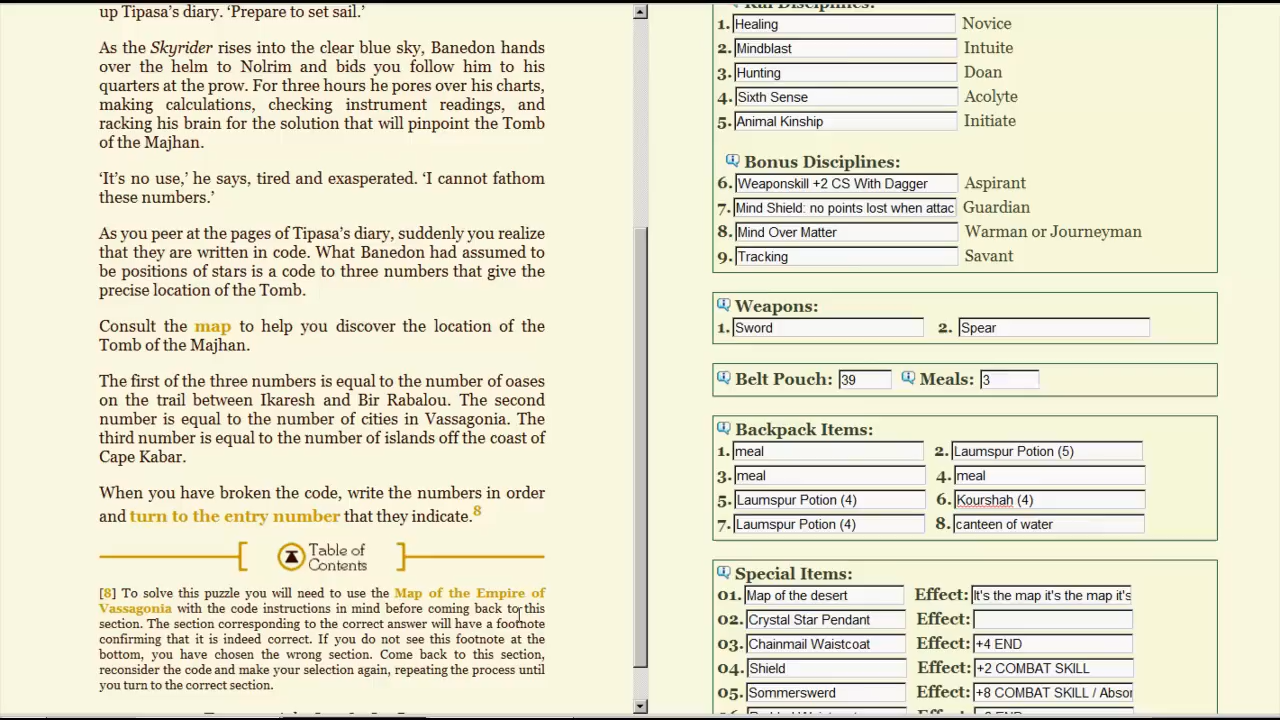 up Tipasa's diary. 'Prepare to set sail.'
As the Skyrider rises into the clear blue sky, Banedon hands
over the helm to Nolrim and bids you follow him to his
quarters at the prow. For three hours he pores over his charts,
making calculations, checking instrument readings, and
racking his brain for the solution that will pinpoint the Tomb
of the Majhan.
'It's no use,' he says, tired and exasperated. 'I cannot fathom
these numbers.'
As you peer at the pages of Tipasa's diary, suddenly you realize
that they are written in code. What Banedon had assumed to
be positions of stars is a code to three numbers that give the
precise location of the Tomb.
Consult the map to help you discover the location of the
Tomb of the Majhan.
The first of the three numbers is equal to the number of oases
on the trail between Ikaresh and Bir Rabalou. The second
number is equal to the number of cities in Vassagonia. The
third number is equal to the number of islands off the coast of
Cape Kabar.
When you have broken the code, write the numbers in order
and turn to the entry number that they indicate.8
Table of
Contents
[8] To solve this puzzle you will need to use the Map of the Empire of
Vassagonia with the code instructions in mind before coming back to this
section. The section corresponding to the correct answer will have a footnote
confirming that it is indeed correct. If you do not see this footnote at the
bottom, you have chosen the wrong section. Come back to this section,
reconsider the code and make your selection again, repeating the process until
you turn to the correct section.
1. Healing Novice
2. Mindblast Intuite
3. Hunting Doan
4. Sixth Sense Acolyte
5. Animal Kinship Initiate
Bonus Disciplines:
6. Weaponskill +2 CS With Dagger Aspirant
7. Mind Shield: no points lost when attac Guardian
8. Mind Over Matter Warman or Journeyman
9. Tracking Savant
Weapons:
1. Sword 2. Spear
Belt Pouch: 39 Meals: 3
Backpack Items:
1. meal 2. Laumspur Potion (5)
3. meal 4. meal
5. Laumspur Potion (4) 6. Kourshah (4)
7. Laumspur Potion (4) 8. canteen of water
Special Items:
01. Map of the desert Effect: It's the map it's the map it's
02. Crystal Star Pendant Effect:
03. Chainmail Waistcoat Effect: +4 END
04. Shield Effect: +2 COMBAT SKILL
05. Sommerswerd Effect: +8 COMBAT SKILL / Absor